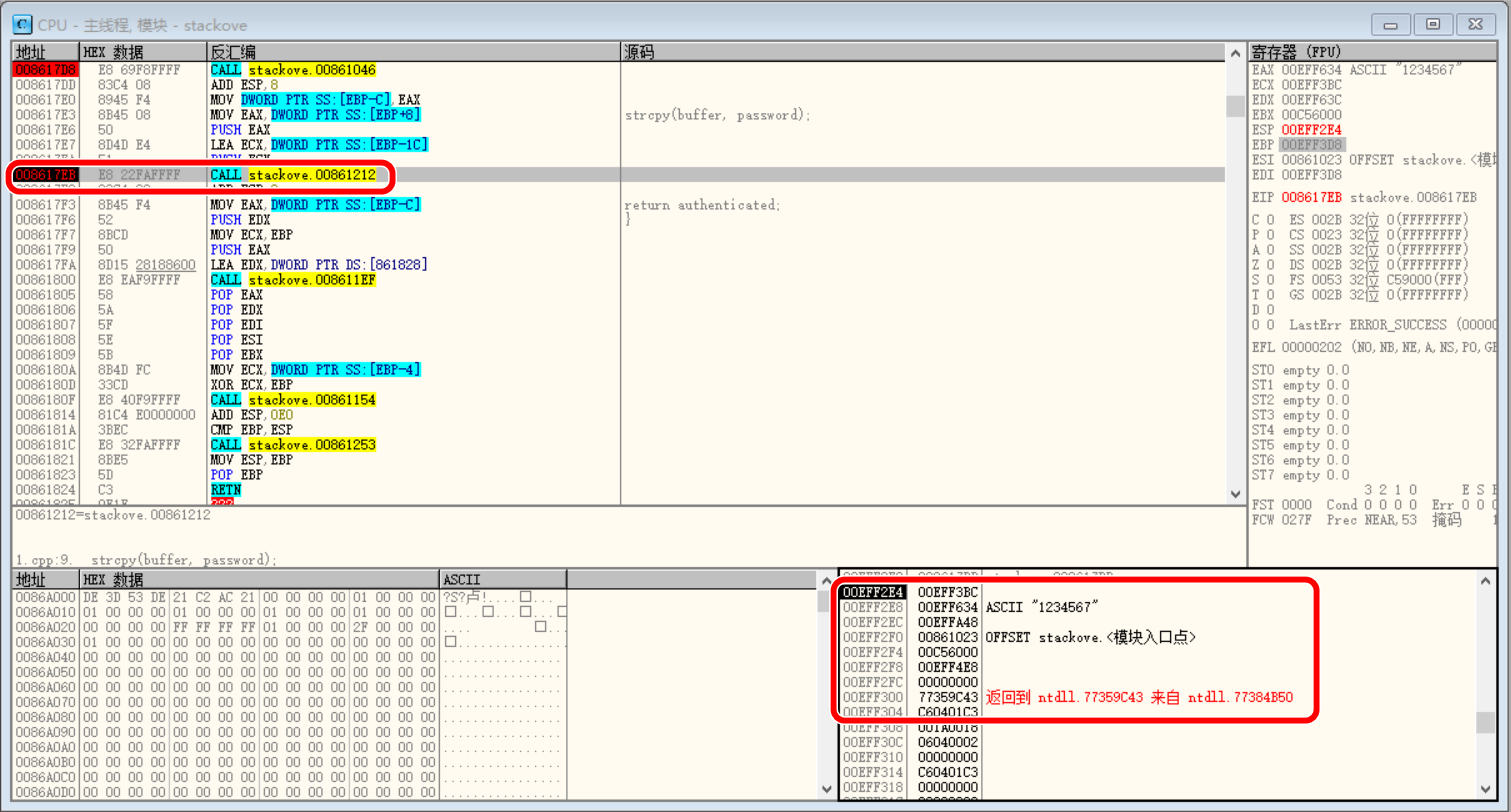 CPU - 主线程, 模块 - stackove
地址 HEX 数据 反汇编 源码
008617D8 E8 69F8FFFF CALL stackove.00861046
008617DD 83C4 08 ADD ESP,8
008617E0 8945 F4 MOV DWORD PTR SS:[EBP-C],EAX
008617E3 8B45 08 MOV EAX,DWORD PTR SS:[EBP+8] strcpy(buffer, password);
008617E6 50 PUSH EAX
008617E7 8D4D E4 LEA ECX,DWORD PTR SS:[EBP-1C]
008617EB E8 22FAFFFF CALL stackove.00861212
008617F3 8B45 F4 MOV EAX,DWORD PTR SS:[EBP-C] return authenticated;
008617F6 52 PUSH EDX }
008617F7 8BCD MOV ECX,EBP
008617F9 50 PUSH EAX
008617FA 8D15 28188600 LEA EDX,DWORD PTR DS:[861828]
00861800 E8 EAF9FFFF CALL stackove.008611EF
00861805 58 POP EAX
00861806 5A POP EDX
00861807 5F POP EDI
00861808 5E POP ESI
00861809 5B POP EBX
0086180A 8B4D FC MOV ECX,DWORD PTR SS:[EBP-4]
0086180D 33CD XOR ECX,EBP
0086180F E8 40F9FFFF CALL stackove.00861154
00861814 81C4 E0000000 ADD ESP,0E0
0086181A 3BEC CMP EBP,ESP
0086181C E8 32FAFFFF CALL stackove.00861253
00861821 8BE5 MOV ESP,EBP
00861823 5D POP EBP
00861824 C3 RETN
00861212=stackove.00861212
1.cpp:9. strcpy(buffer, password);
寄存器 (FPU)
EAX 00EFF634 ASCII "1234567"
ECX 00EFF3BC
EDX 00EFF63C
EBX 00C56000
ESP 00EFF2E4
EBP 00EFF3D8
ESI 00861023 OFFSET stackove.<模
EDI 00EFF3D8
EIP 008617EB stackove.008617EB
C 0 ES 002B 32位 0(FFFFFFFF)
P 0 CS 0023 32位 0(FFFFFFFF)
A 0 SS 002B 32位 0(FFFFFFFF)
Z 0 DS 002B 32位 0(FFFFFFFF)
S 0 FS 0053 32位 C59000(FFF)
T 0 GS 002B 32位 0(FFFFFFFF)
D 0
O 0 LastErr ERROR_SUCCESS (00000
EFL 00000202 (NO,NB,NE,A,NS,PO,GE
ST0 empty 0.0
ST1 empty 0.0
ST2 empty 0.0
ST3 empty 0.0
ST4 empty 0.0
ST5 empty 0.0
ST6 empty 0.0
ST7 empty 0.0
3 2 1 0 E S
FST 0000 Cond 0 0 0 0 Err 0 0 0
FCW 027F Prec NEAR,53 掩码 1
地址 HEX 数据 ASCII
0086A000 DE 3D 53 DE 21 C2 AC 21 00 00 00 00 01 00 00 00
0086A010 01 00 00 00 01 00 00 00 01 00 00 00 01 00 00 00
0086A020 00 00 00 00 FF FF FF FF 01 00 00 00 2F 00 00 00
0086A030 01 00 00 00 00 00 00 00 00 00 00 00 00 00 00 00
0086A040 00 00 00 00 00 00 00 00 00 00 00 00 00 00 00 00
0086A050 00 00 00 00 00 00 00 00 00 00 00 00 00 00 00 00
0086A060 00 00 00 00 00 00 00 00 00 00 00 00 00 00 00 00
0086A070 00 00 00 00 00 00 00 00 00 00 00 00 00 00 00 00
0086A080 00 00 00 00 00 00 00 00 00 00 00 00 00 00 00 00
0086A090 00 00 00 00 00 00 00 00 00 00 00 00 00 00 00 00
0086A0A0 00 00 00 00 00 00 00 00 00 00 00 00 00 00 00 00
0086A0B0 00 00 00 00 00 00 00 00 00 00 00 00 00 00 00 00
0086A0C0 00 00 00 00 00 00 00 00 00 00 00 00 00 00 00 00
0086A0D0 00 00 00 00 00 00 00 00 00 00 00 00 00 00 00 00
00EFF2E4 00EFF3BC
00EFF2E8 00EFF634 ASCII "1234567"
00EFF2EC 00EFFA48
00EFF2F0 00861023 OFFSET stackove.<模块入口点>
00EFF2F4 00C56000
00EFF2F8 00EFF4E8
00EFF2FC 00000000
00EFF300 77359C43 返回到 ntdll.77359C43 来自 ntdll.77384B50
00EFF304 C60401C3
00EFF308 001A0018
00EFF30C 06040002
00EFF310 00000000
00EFF314 C60401C3
00EFF318 00000000